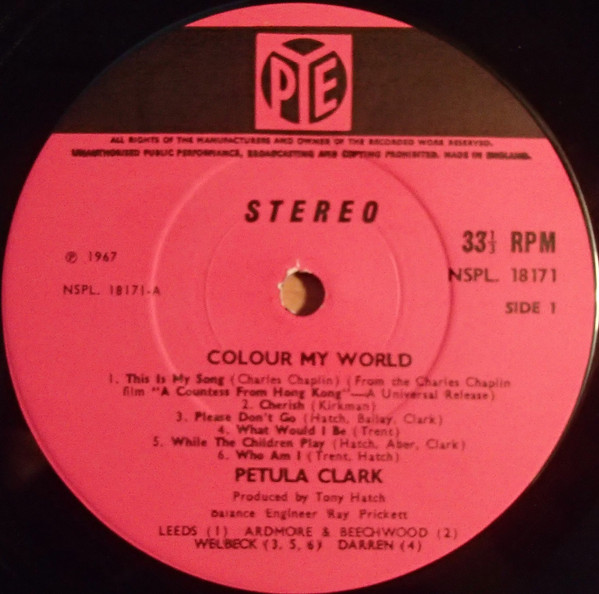 PYE
ALL RIGHTS OF THE MANUFACTURERS AND OWNER OF THE RECORDED WORK RESERVED.
UNAUTHORISED PUBLIC PERFORMANCE, BROADCASTING AND COPYING PROHIBITED. MADE IN ENGLAND.
STEREO
33⅓ RPM
℗ 1967
NSPL. 18171
NSPL. 18171-A
SIDE 1
COLOUR MY WORLD
1. This Is My Song (Charles Chaplin) (From the Charles Chaplin
film "A Countess From Hong Kong"—A Universal Release)
2. Cherish (Kirkman)
3. Please Don't Go (Hatch, Bailay, Clark)
4. What Would I Be (Trent)
5. While The Children Play (Hatch, Aber, Clark)
6. Who Am I (Trent, Hatch)
PETULA CLARK
Produced by Tony Hatch
Balance Engineer Ray Prickett
LEEDS (1) ARDMORE & BEECHWOOD (2)
WELBECK (3, 5, 6) DARREN (4)